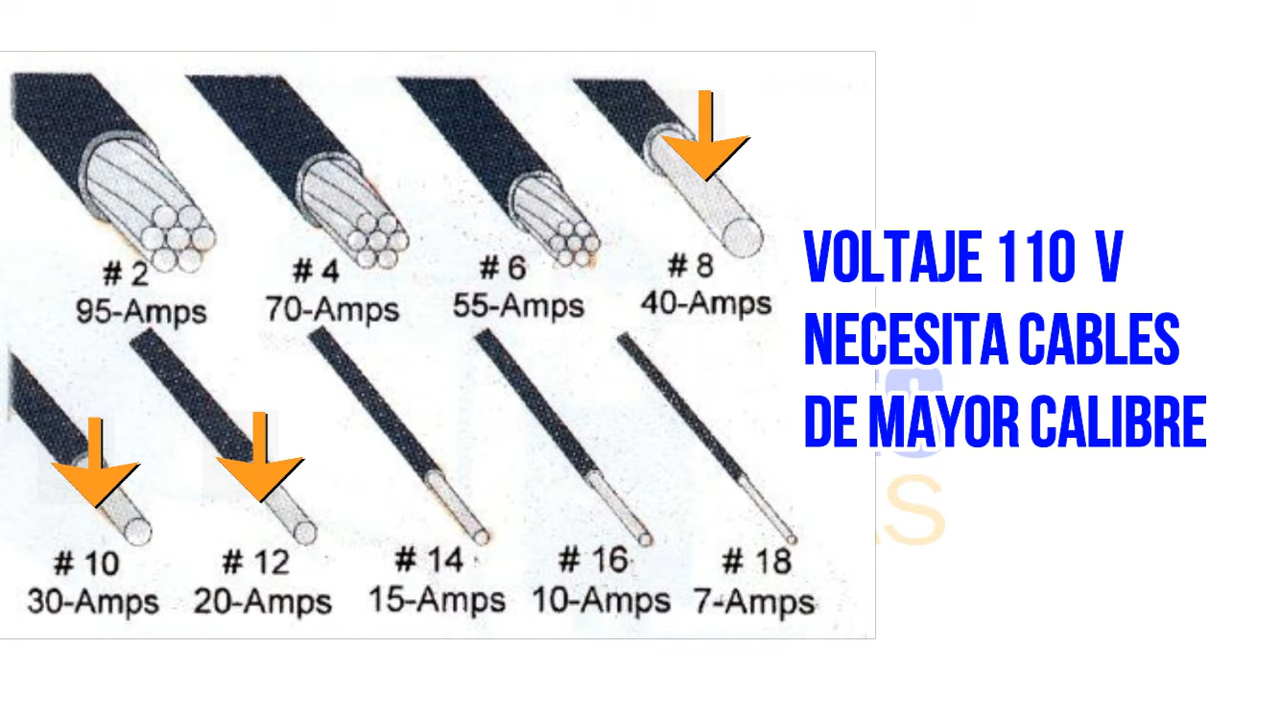 # 2
95-Amps
# 4
70-Amps
# 6
55-Amps
# 8
40-Amps
# 10
30-Amps
# 12
20-Amps
# 14
15-Amps
# 16
10-Amps
# 18
7-Amps
VOLTAJE 110 V
NECESITA CABLES
DE MAYOR CALIBRE